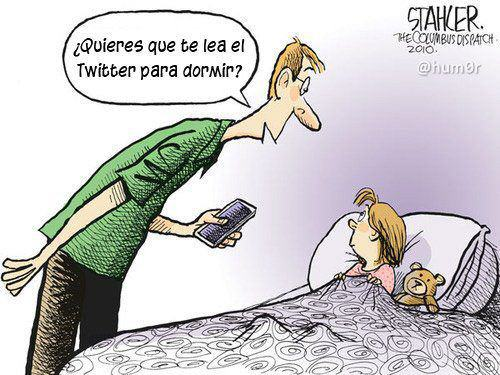 STAHLER.
THE COLUMBUS DISPATCH
2010.
@hum0r
¿Quieres que te lea el
Twitter para dormir?